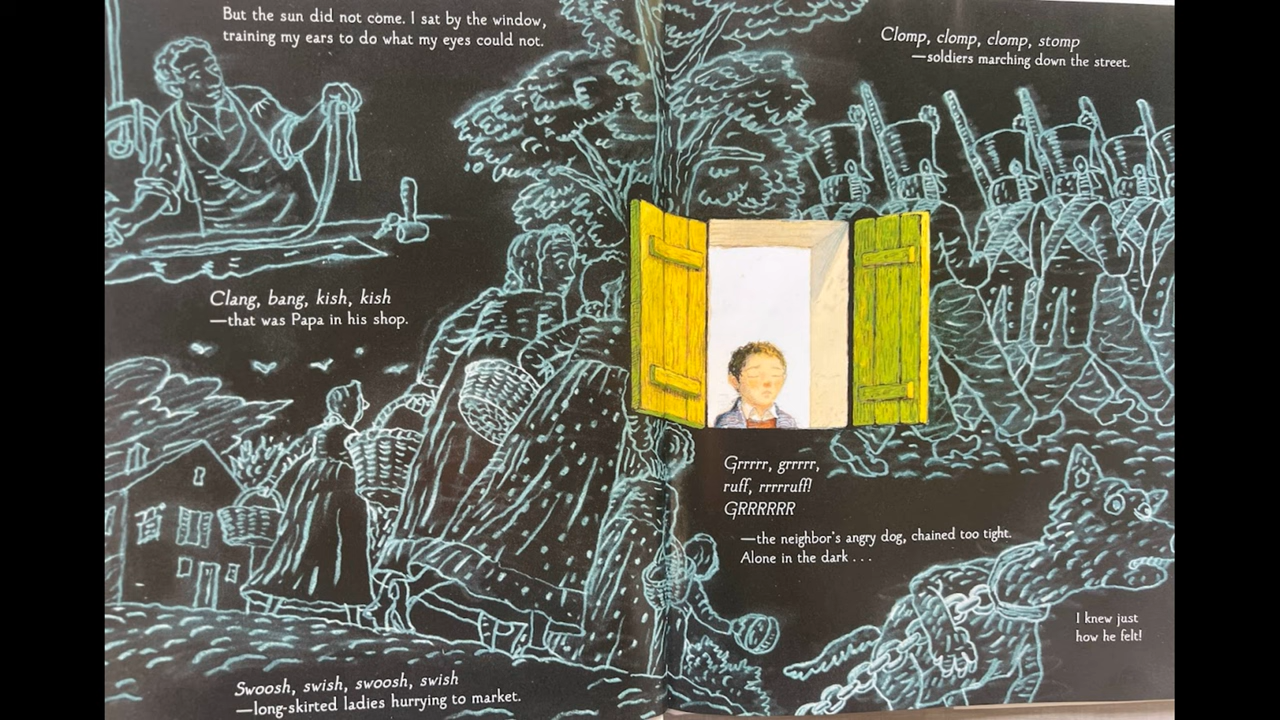 But the sun did not come. I sat by the window,
training my ears to do what my eyes could not.
Clang, bang, kish, kish
—that was Papa in his shop.
Swoosh, swish, swoosh, swish
—long-skirted ladies hurrying to market.
Clomp, clomp, clomp, stomp
—soldiers marching down the street.
Grrrrr, grrrrr,
ruff, rrrrruff!
GRRRRRR
—the neighbor's angry dog, chained too tight.
Alone in the dark . . .
I knew just
how he felt!